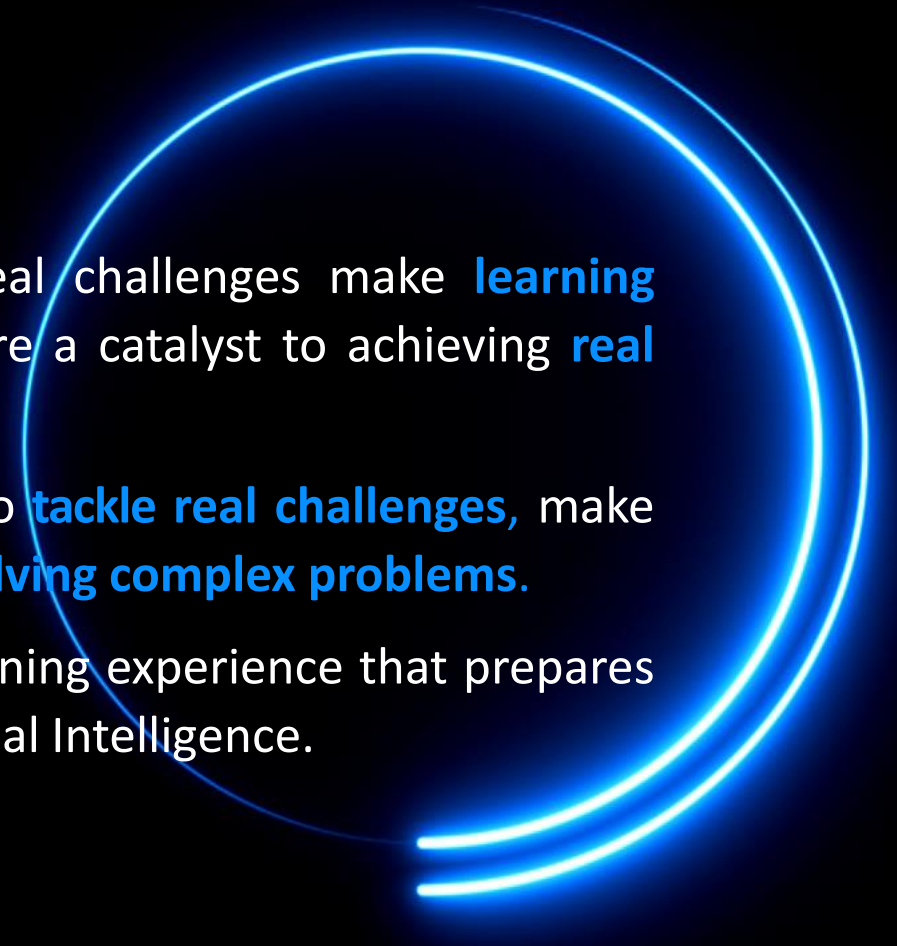 eal challenges make learning
re a catalyst to achieving real
o tackle real challenges, make
lving complex problems.
ning experience that prepares
al Intelligence.